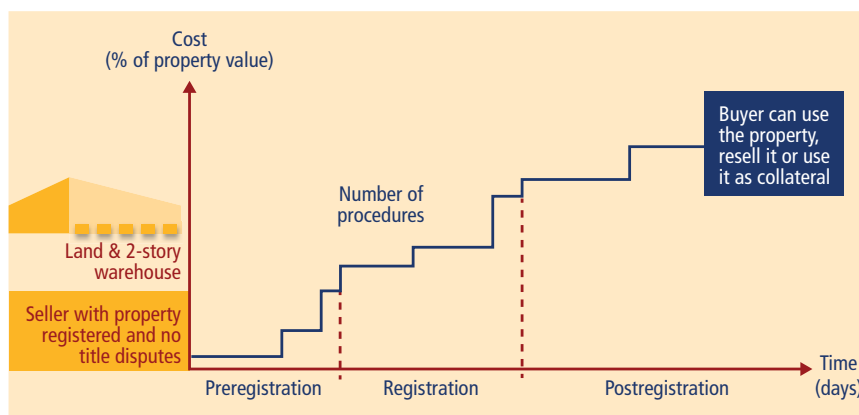 Cost
(% of property value)
Buyer can use
the property,
resell it or use
it as collateral
Number of
procedures
Land & 2-story
warehouse
Seller with property
registered and no
title disputes
Time
(days)
Preregistration
Registration
Postregistration